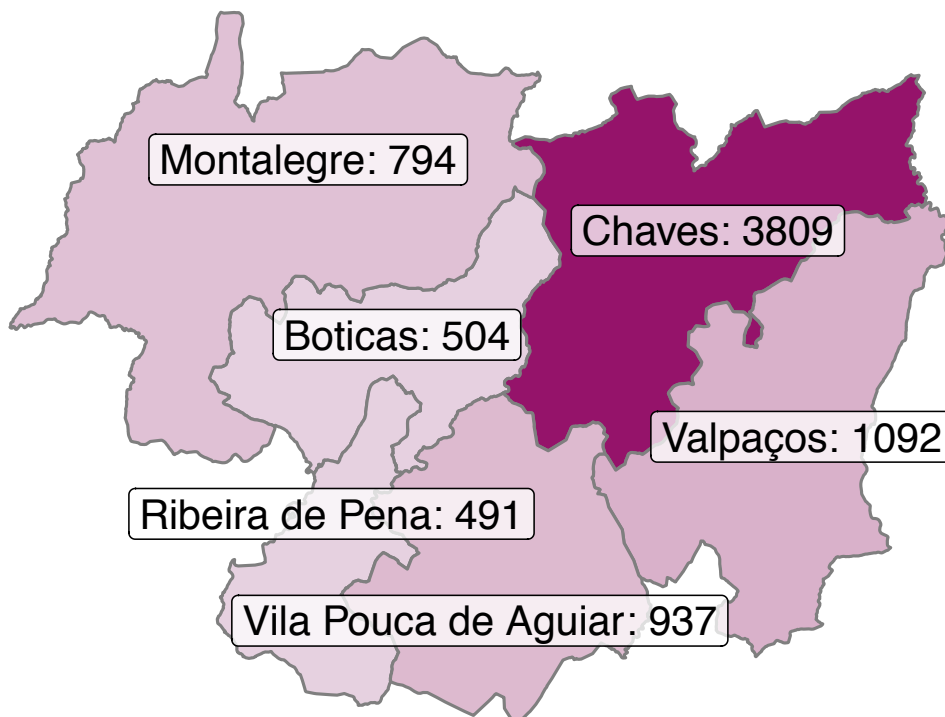 Montalegre: 794
Chaves: 3809
Boticas: 504
Valpaços: 1092
Ribeira de Pena: 491
Vila Pouca de Aguiar: 937